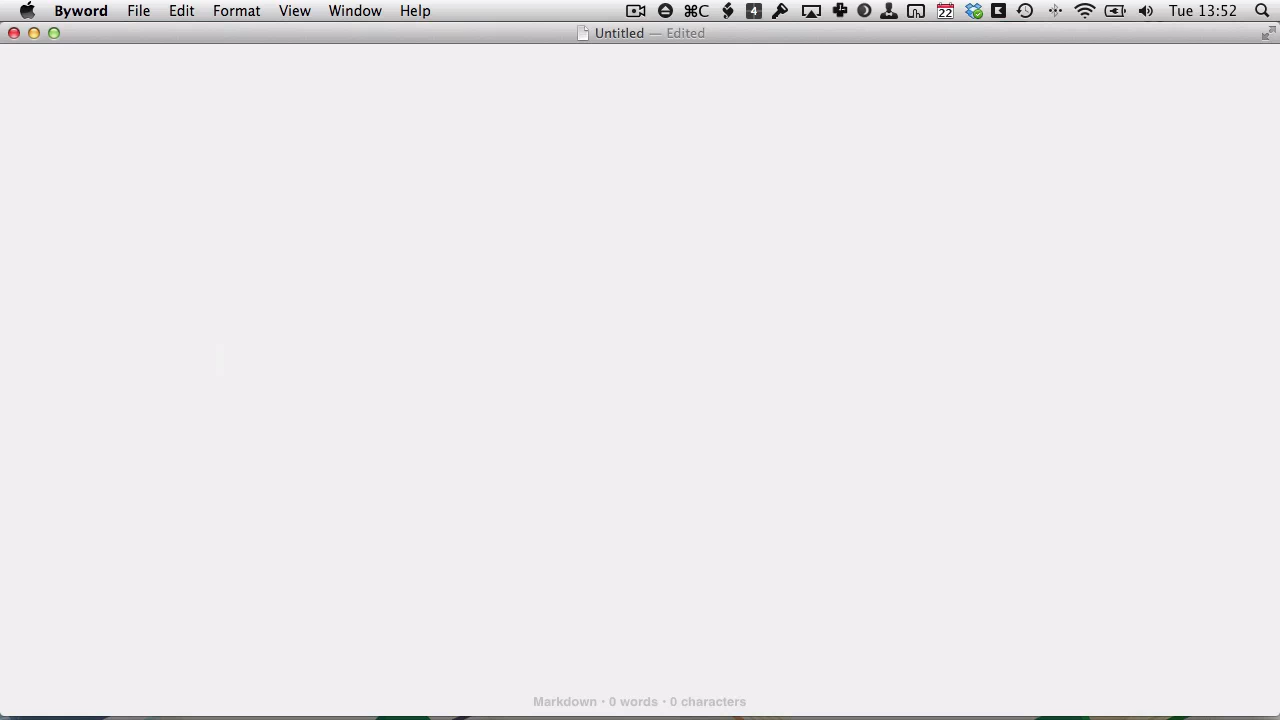 Byword File Edit Format View Window Help ⌘C 4 22 Tue 13:52
Untitled — Edited
Markdown • 0 words • 0 characters